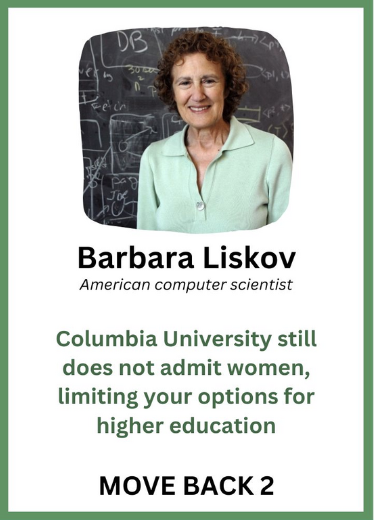 DB
Barbara Liskov
American computer scientist
Columbia University still
does not admit women,
limiting your options for
higher education
MOVE BACK 2